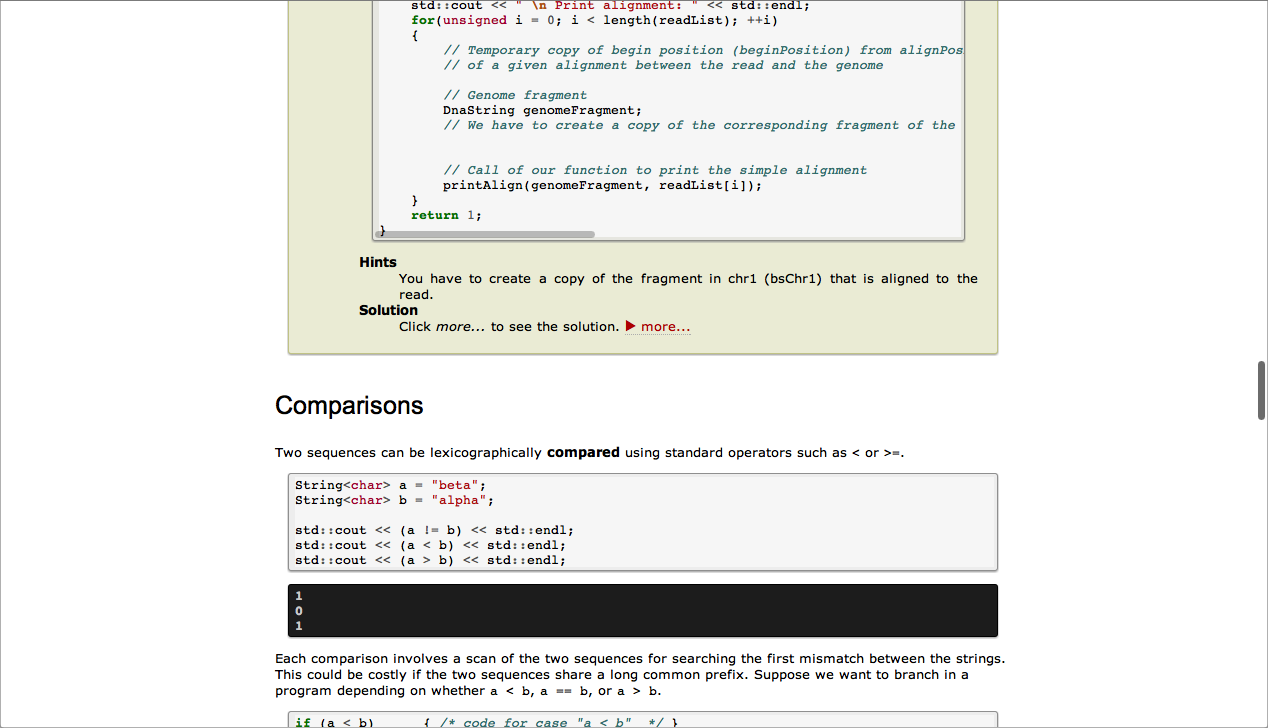 std::cout << " \n Print alignment: " << std::endl;
for(unsigned i = 0; i < length(readList); ++i)
{
// Temporary copy of begin position (beginPosition) from alignPos
// of a given alignment between the read and the genome
// Genome fragment
DnaString genomeFragment;
// We have to create a copy of the corresponding fragment of the
// Call of our function to print the simple alignment
printAlign(genomeFragment, readList[i]);
}
return 1;
}
Hints
You have to create a copy of the fragment in chr1 (bsChr1) that is aligned to the
read.
Solution
Click more... to see the solution. ▶ more...
Comparisons
Two sequences can be lexicographically compared using standard operators such as < or >=.
String<char> a = "beta";
String<char> b = "alpha";
std::cout << (a != b) << std::endl;
std::cout << (a < b) << std::endl;
std::cout << (a > b) << std::endl;
1
0
1
Each comparison involves a scan of the two sequences for searching the first mismatch between the strings.
This could be costly if the two sequences share a long common prefix. Suppose we want to branch in a
program depending on whether a < b, a == b, or a > b.
if (a < b) { /* code for case "a < b" */ }